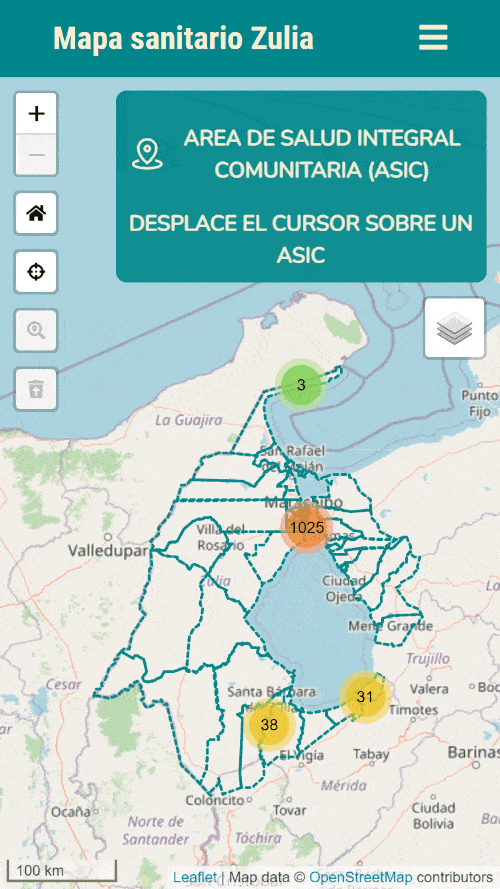 Mapa sanitario Zulia
AREA DE SALUD INTEGRAL
COMUNITARIA (ASIC)
DESPLACE EL CURSOR SOBRE UN
ASIC
+
−
3
Punto
Fijo
La Guajira
San Rafael
1025
Villa del
Rosario
Valledupar
Zulia
Ciudad
Ojeda
Mene Grande
Trujillo
Cesar
Santa Bárbara
31
Valera
Timotes
38
El Vigía
Tabay
Barinas
Mérida
Coloncito
Tovar
Ciudad
Bolivia
Ocaña
Norte de
Santander
Táchira
100 km
Leaflet | Map data © OpenStreetMap contributors